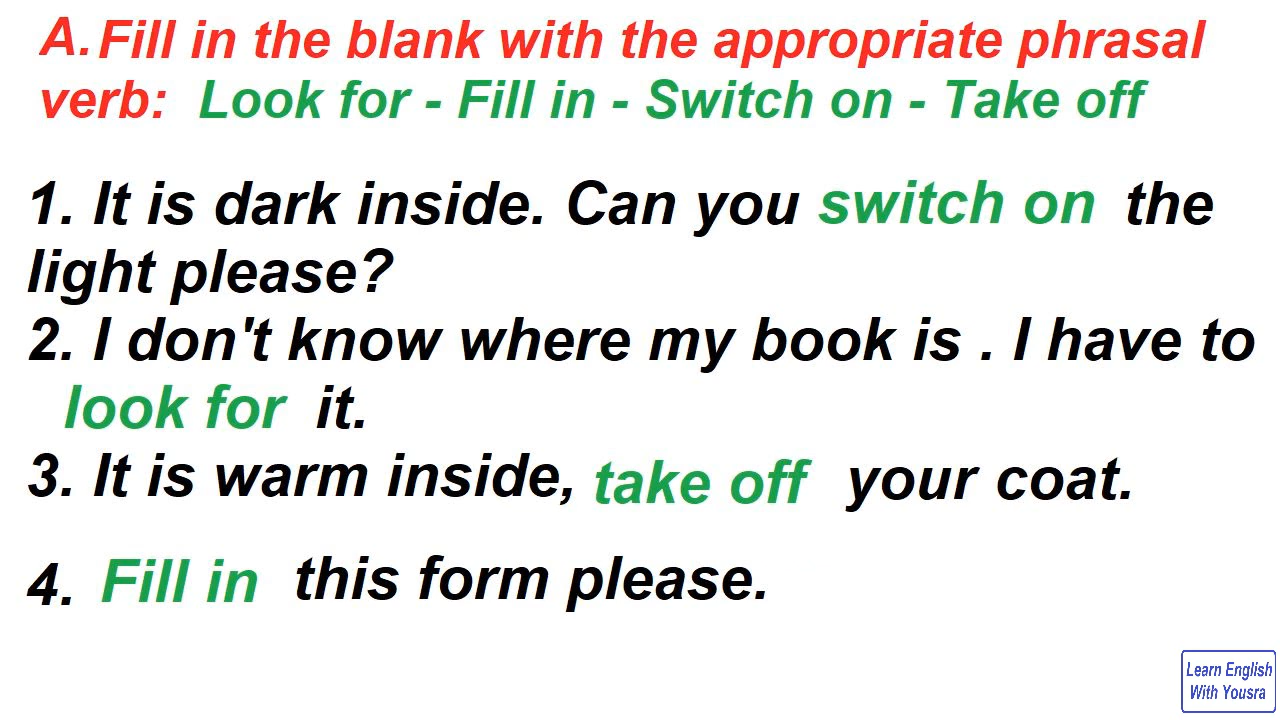 A. Fill in the blank with the appropriate phrasal
verb: Look for - Fill in - Switch on - Take off
1. It is dark inside. Can you switch on the
light please?
2. I don't know where my book is . I have to
look for it.
3. It is warm inside, take off your coat.
4. Fill in this form please.
Learn English
With Yousra